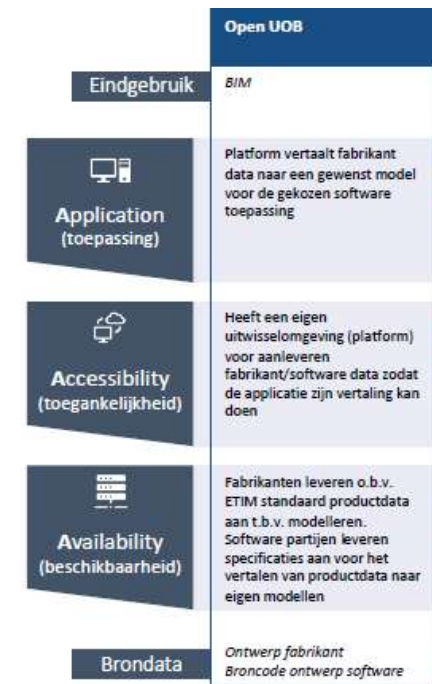 Open UOB
Eindgebruik
BIM
Application
(toepassing)
Platform vertaalt fabrikant
data naar een gewenst model
voor de gekozen software
toepassing
Accessibility
(toegankelijkheid)
Heeft een eigen
uitwisselomgeving (platform)
voor aanleveren
fabrikant/software data zodat
de applicatie zijn vertaling kan
doen
Availability
(beschikbaarheid)
Fabrikanten leveren o.b.v.
ETIM standaard productdata
aan t.b.v. modelleren.
Software partijen leveren
specificaties aan voor het
vertalen van productdata naar
eigen modellen
Brondata
Ontwerp fabrikant
Broncode ontwerp software